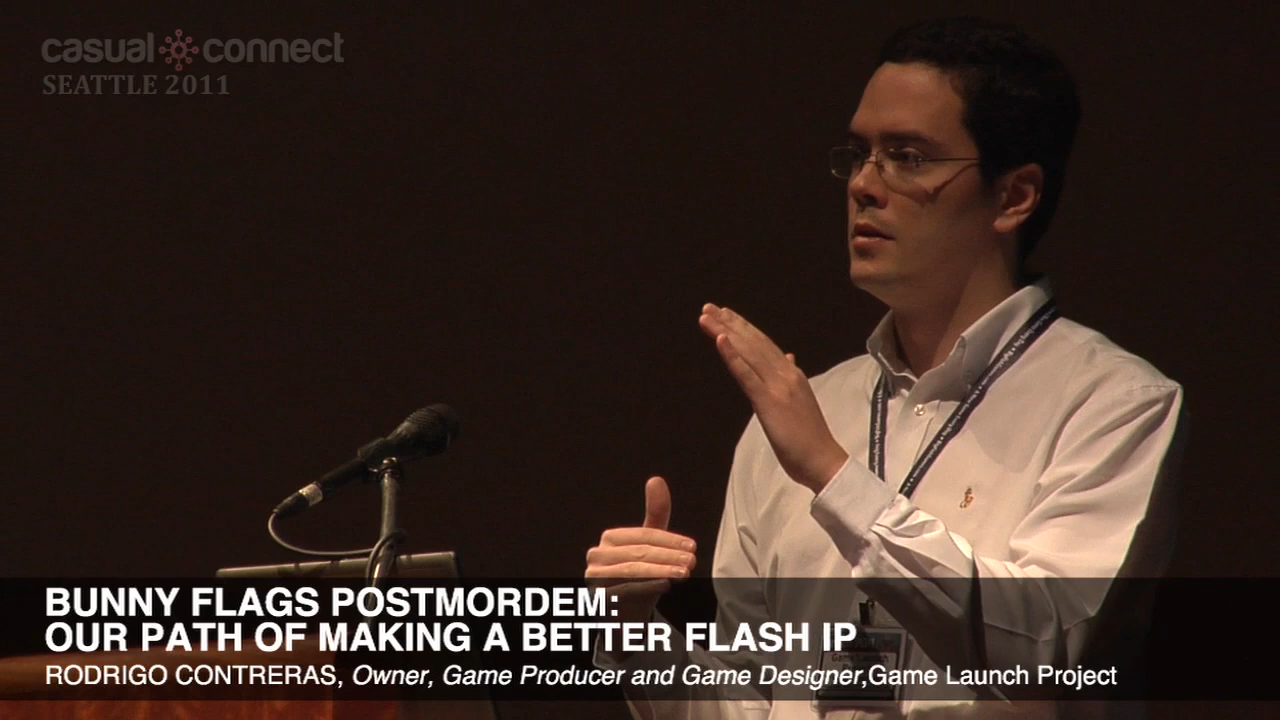 casual connect
SEATTLE 2011
BUNNY FLAGS POSTMORDEM:
OUR PATH OF MAKING A BETTER FLASH IP
RODRIGO CONTRERAS, Owner, Game Producer and Game Designer,Game Launch Project